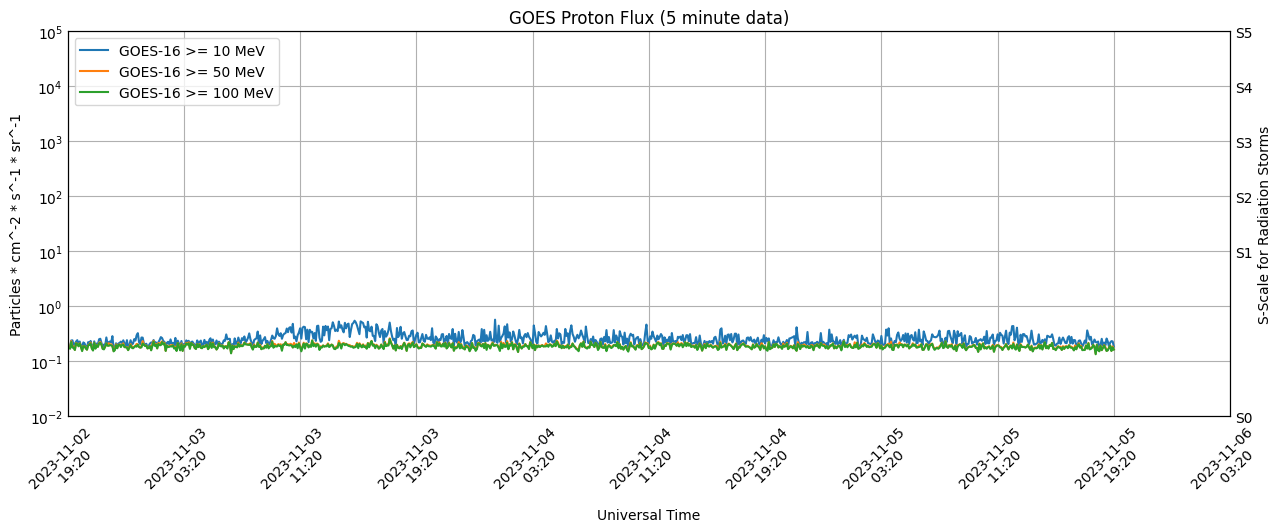 GOES Proton Flux (5 minute data)
GOES-16 >= 10 MeV
GOES-16 >= 50 MeV
GOES-16 >= 100 MeV
Particles * cm^-2 * s^-1 * sr^-1
10^5
10^4
10^3
10^2
10^1
10^0
10^-1
10^-2
S5
S4
S3
S2
S1
S0
S-Scale for Radiation Storms
2023-11-02
19:20
2023-11-03
03:20
2023-11-03
11:20
2023-11-03
19:20
2023-11-04
03:20
2023-11-04
11:20
2023-11-04
19:20
2023-11-05
03:20
2023-11-05
11:20
2023-11-05
19:20
2023-11-06
03:20
Universal Time